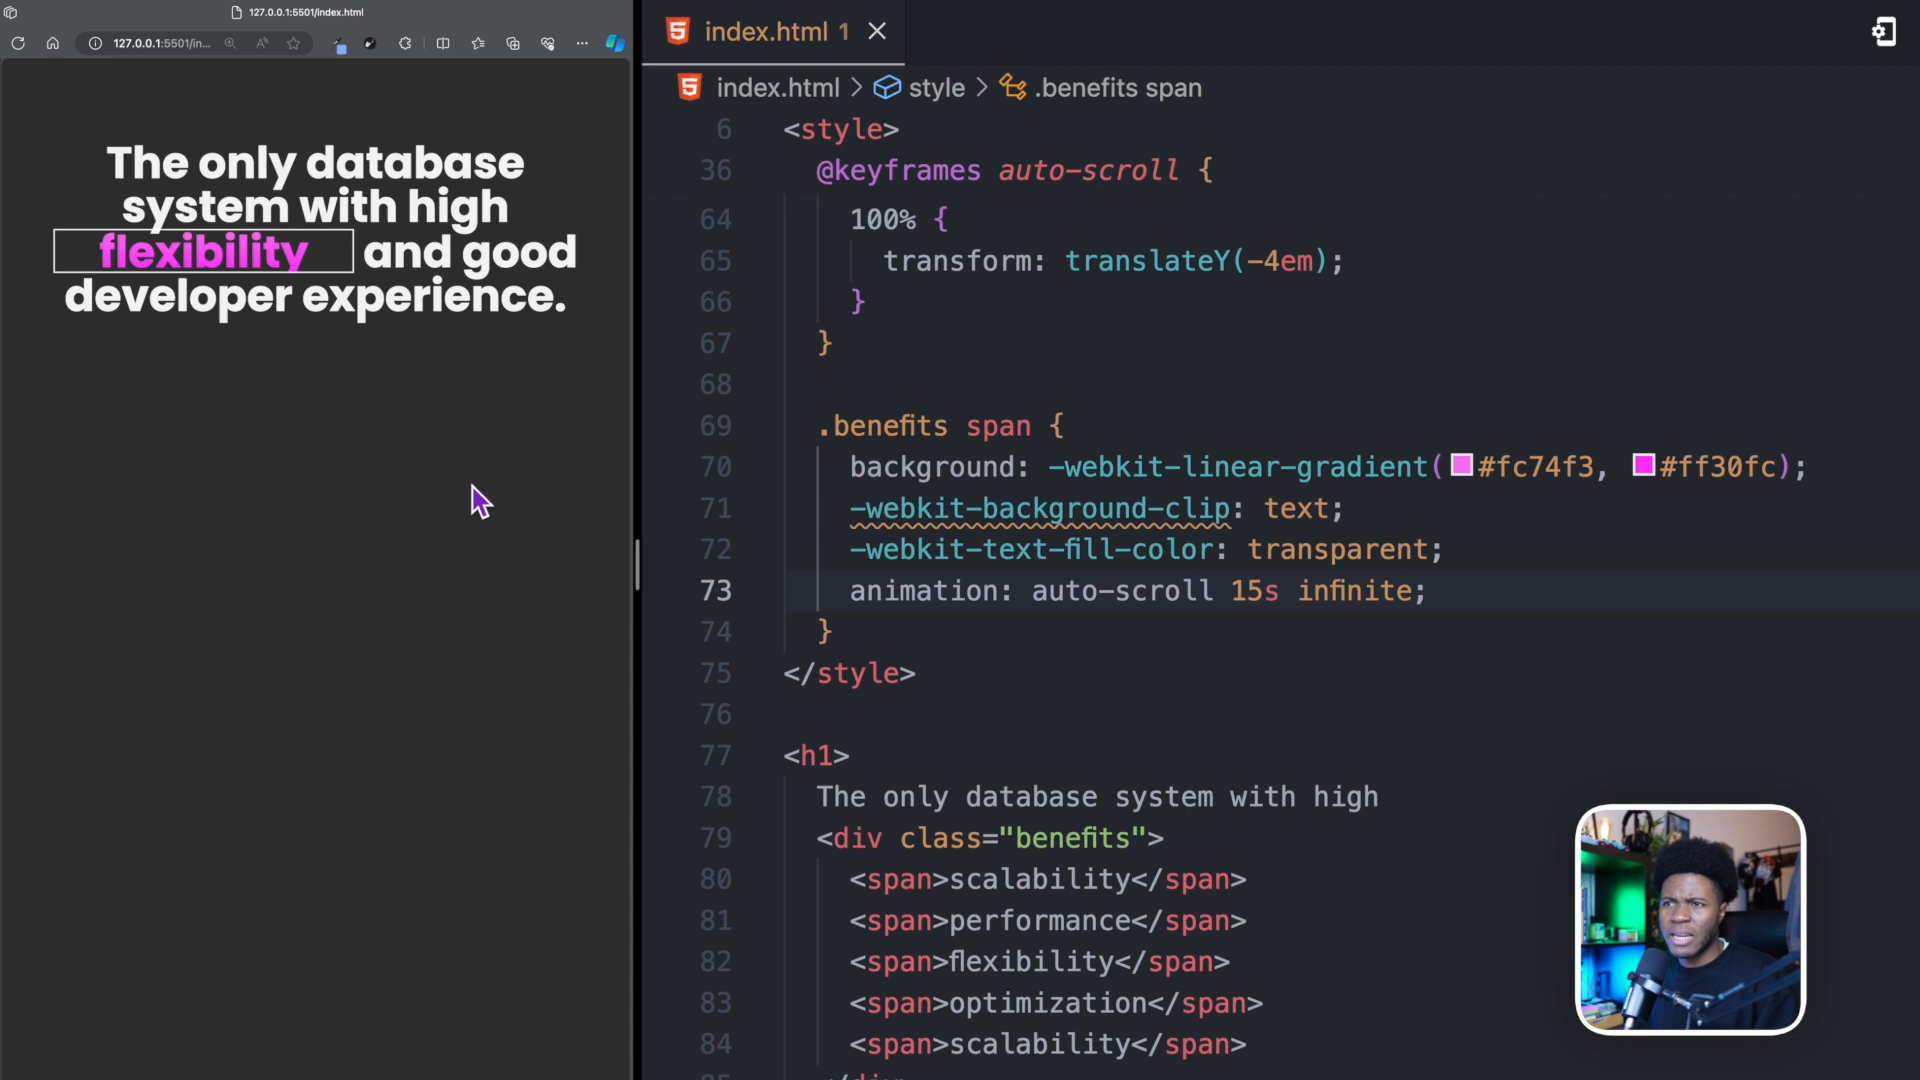 127.0.0.1:5501/index.html
127.0.0.1:5501/in...
The only database
system with high
flexibility and good
developer experience.
index.html 1
index.html > style > .benefits span
6 <style>
36 @keyframes auto-scroll {
64 100% {
65 transform: translateY(-4em);
66 }
67 }
68
69 .benefits span {
70 background: -webkit-linear-gradient(#fc74f3, #ff30fc);
71 -webkit-background-clip: text;
72 -webkit-text-fill-color: transparent;
73 animation: auto-scroll 15s infinite;
74 }
75 </style>
76
77 <h1>
78 The only database system with high
79 <div class="benefits">
80 <span>scalability</span>
81 <span>performance</span>
82 <span>flexibility</span>
83 <span>optimization</span>
84 <span>scalability</span>